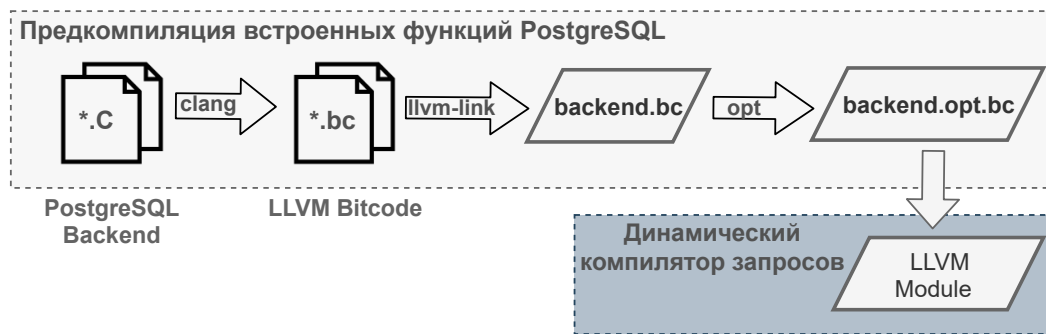 Предкомпиляция встроенных функций PostgreSQL
*.C
clang
*.bc
llvm-link
backend.bc
opt
backend.opt.bc
PostgreSQL
Backend
LLVM Bitcode
Динамический
компилятор запросов
LLVM
Module